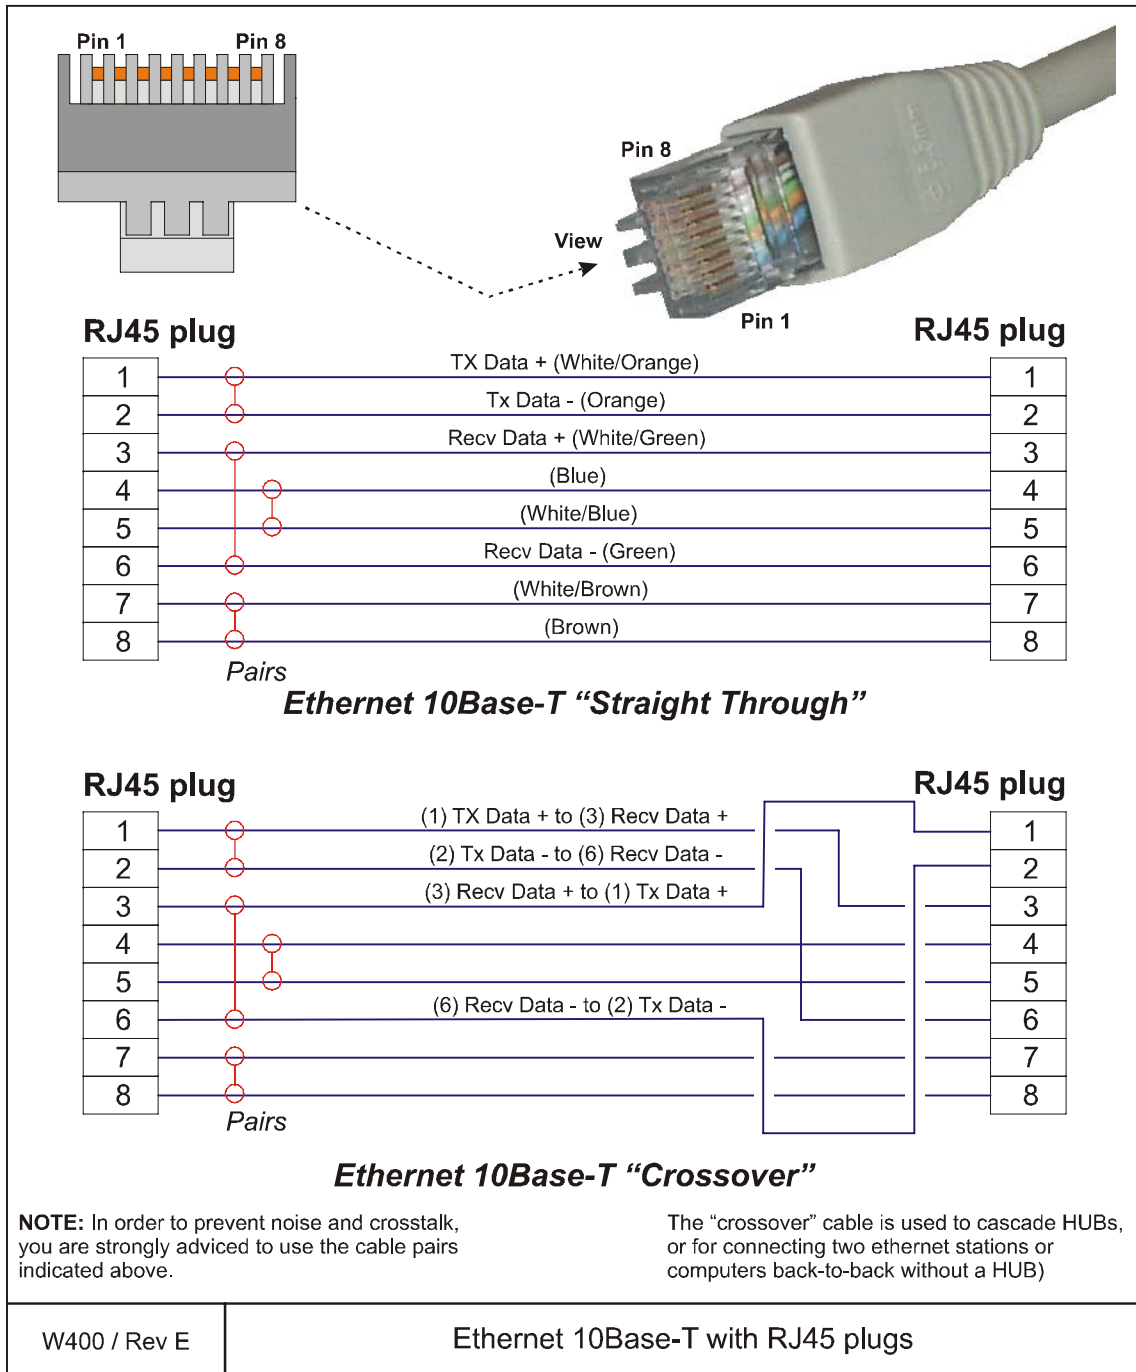 Pin 1
Pin 8
Pin 8
View
Pin 1
RJ45 plug
RJ45 plug
1
2
3
4
5
6
7
8
TX Data + (White/Orange)
Tx Data - (Orange)
Recv Data + (White/Green)
(Blue)
(White/Blue)
Recv Data - (Green)
(White/Brown)
(Brown)
1
2
3
4
5
6
7
8
Pairs
Ethernet 10Base-T “Straight Through”
RJ45 plug
RJ45 plug
1
2
3
4
5
6
7
8
(1) TX Data + to (3) Recv Data +
(2) Tx Data - to (6) Recv Data -
(3) Recv Data + to (1) Tx Data +
(6) Recv Data - to (2) Tx Data -
1
2
3
4
5
6
7
8
Pairs
Ethernet 10Base-T “Crossover”
NOTE: In order to prevent noise and crosstalk,
you are strongly adviced to use the cable pairs
indicated above.
The “crossover” cable is used to cascade HUBs,
or for connecting two ethernet stations or
computers back-to-back without a HUB)
W400 / Rev E
Ethernet 10Base-T with RJ45 plugs